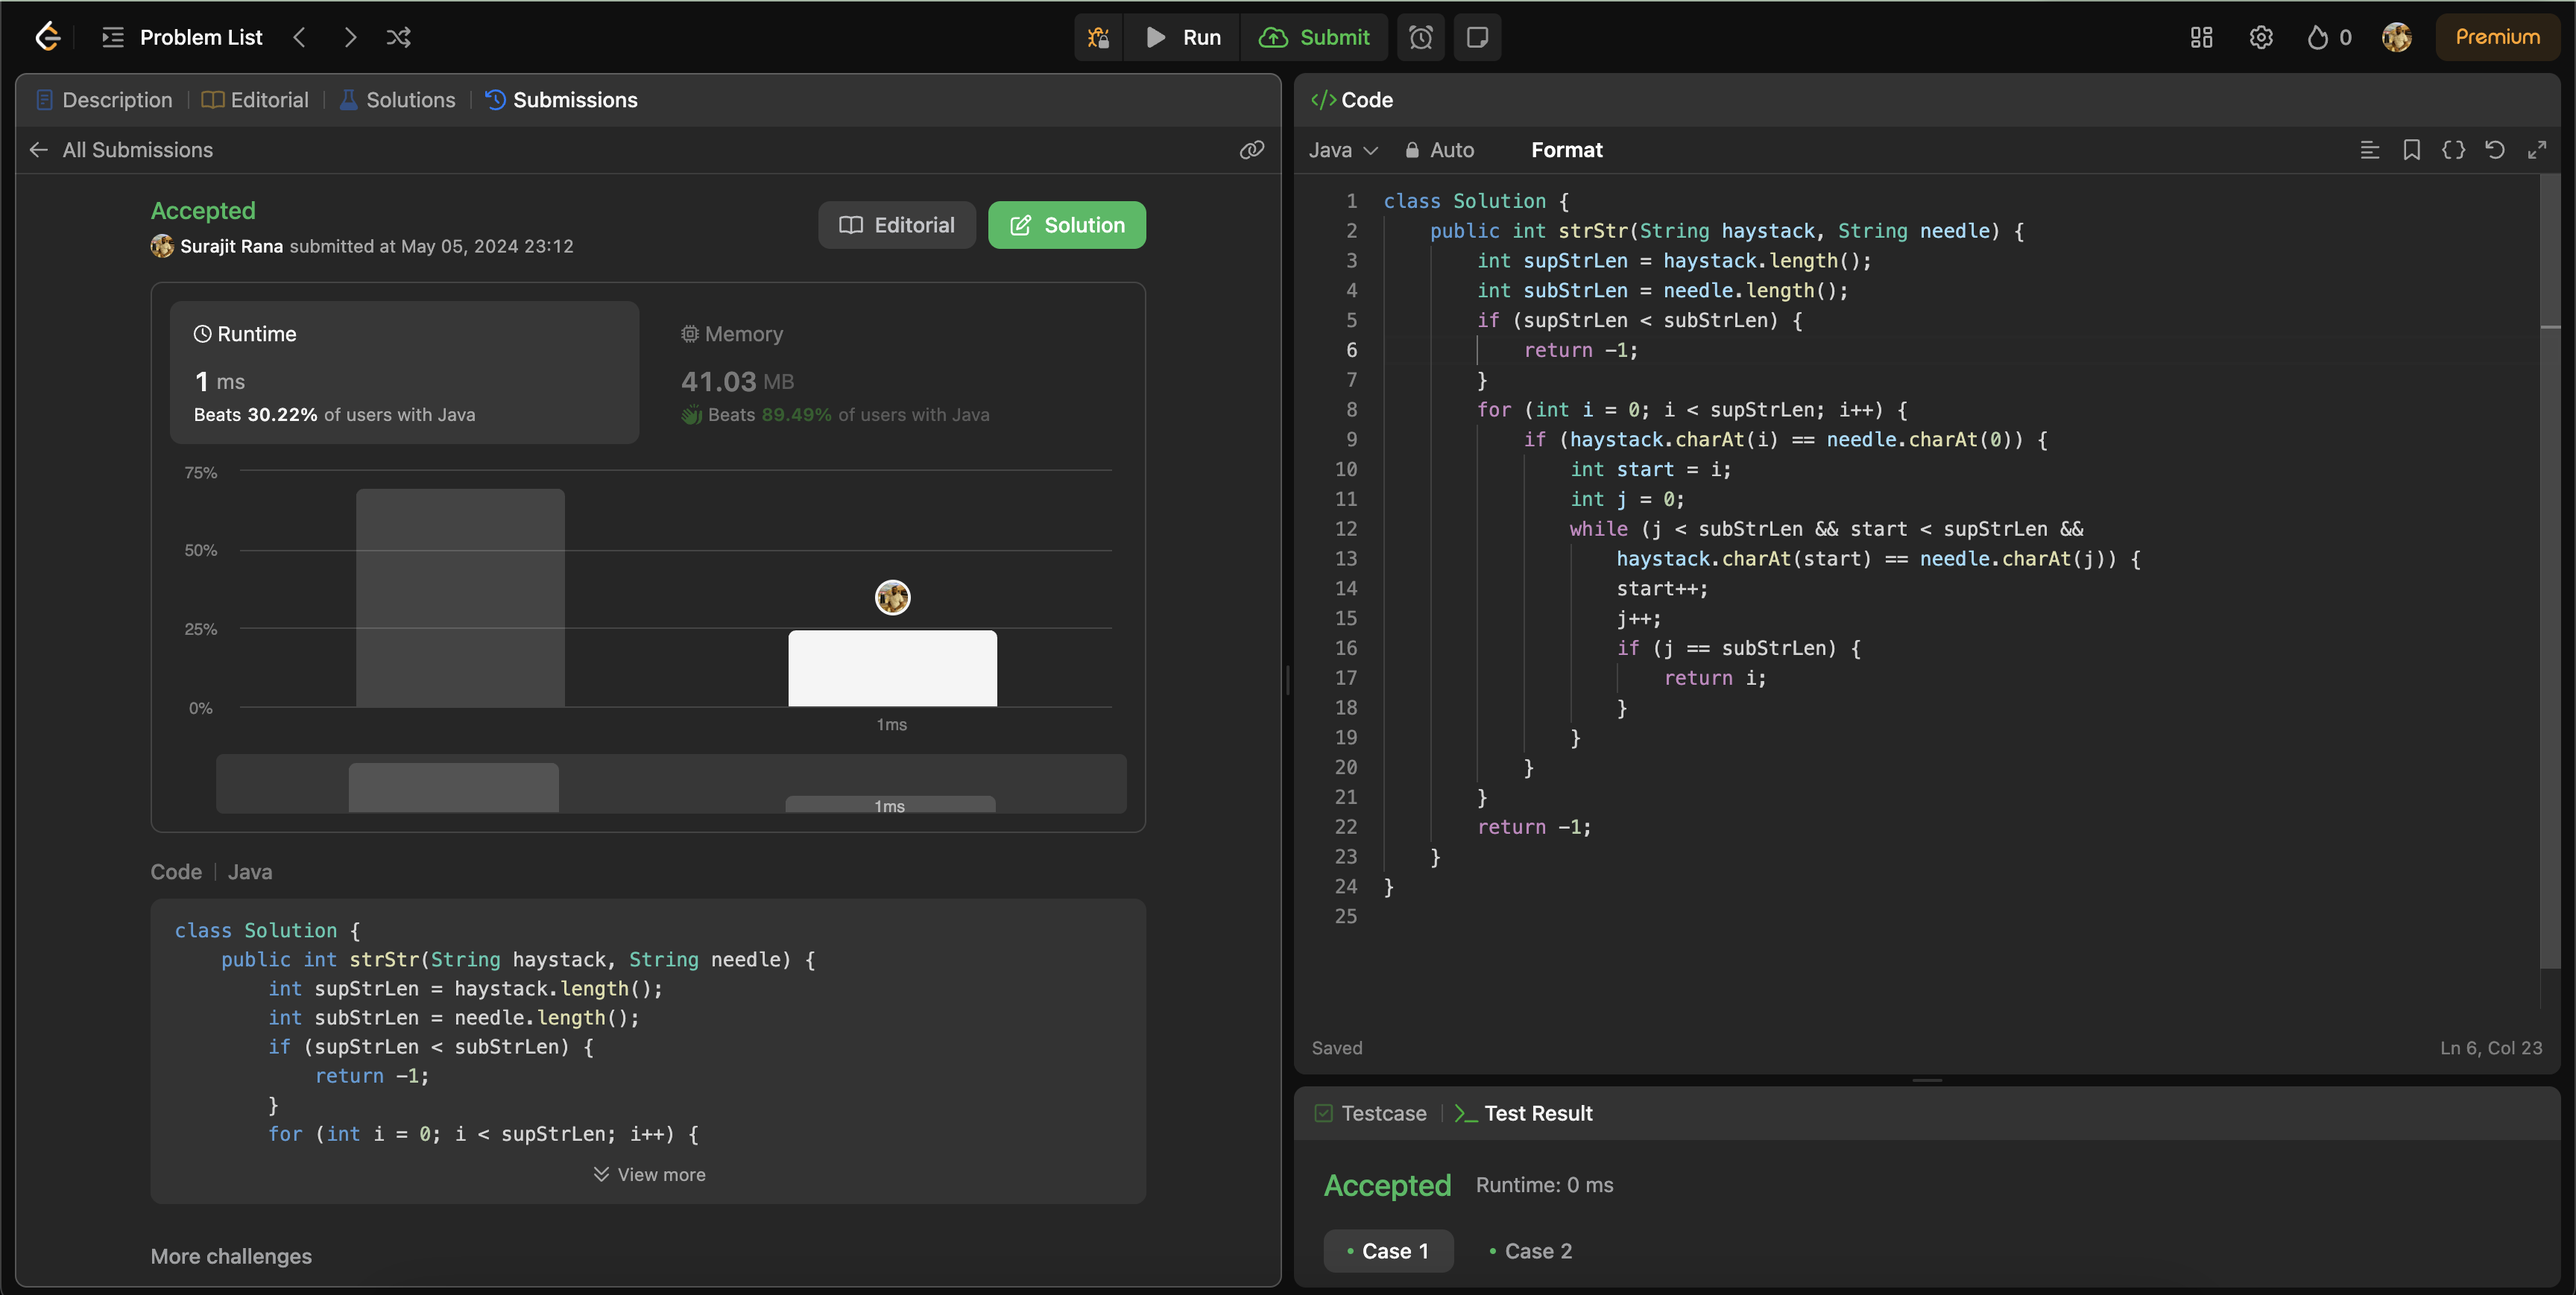 Problem List
Run
Submit
0
Premium
Description
Editorial
Solutions
Submissions
All Submissions
Accepted
Surajit Rana submitted at May 05, 2024 23:12
Editorial
Solution
Runtime
1 ms
Beats 30.22% of users with Java
Memory
41.03 MB
Beats 89.49% of users with Java
75%
50%
25%
0%
1ms
1ms
Code
Java
class Solution {
    public int strStr(String haystack, String needle) {
        int supStrLen = haystack.length();
        int subStrLen = needle.length();
        if (supStrLen < subStrLen) {
            return -1;
        }
        for (int i = 0; i < supStrLen; i++) {
View more
More challenges
</> Code
Java
Auto
Format
1 class Solution {
2     public int strStr(String haystack, String needle) {
3         int supStrLen = haystack.length();
4         int subStrLen = needle.length();
5         if (supStrLen < subStrLen) {
6             return -1;
7         }
8         for (int i = 0; i < supStrLen; i++) {
9             if (haystack.charAt(i) == needle.charAt(0)) {
10                 int start = i;
11                 int j = 0;
12                 while (j < subStrLen && start < supStrLen &&
13                     haystack.charAt(start) == needle.charAt(j)) {
14                     start++;
15                     j++;
16                     if (j == subStrLen) {
17                         return i;
18                     }
19                 }
20             }
21         }
22         return -1;
23     }
24 }
25
Saved
Ln 6, Col 23
Testcase
Test Result
Accepted
Runtime: 0 ms
Case 1
Case 2